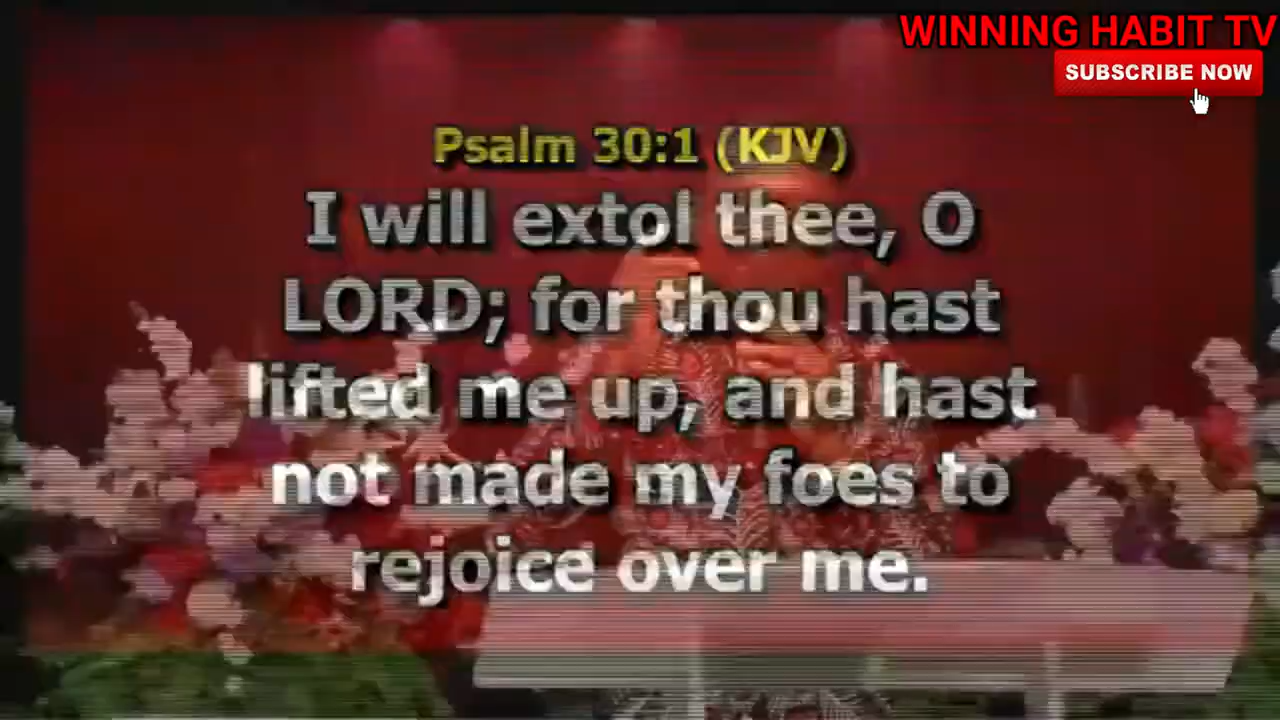 WINNING HABIT TV
SUBSCRIBE NOW
Psalm 30:1 (KJV)
I will extol thee, O
LORD; for thou hast
lifted me up, and hast
not made my foes to
rejoice over me.